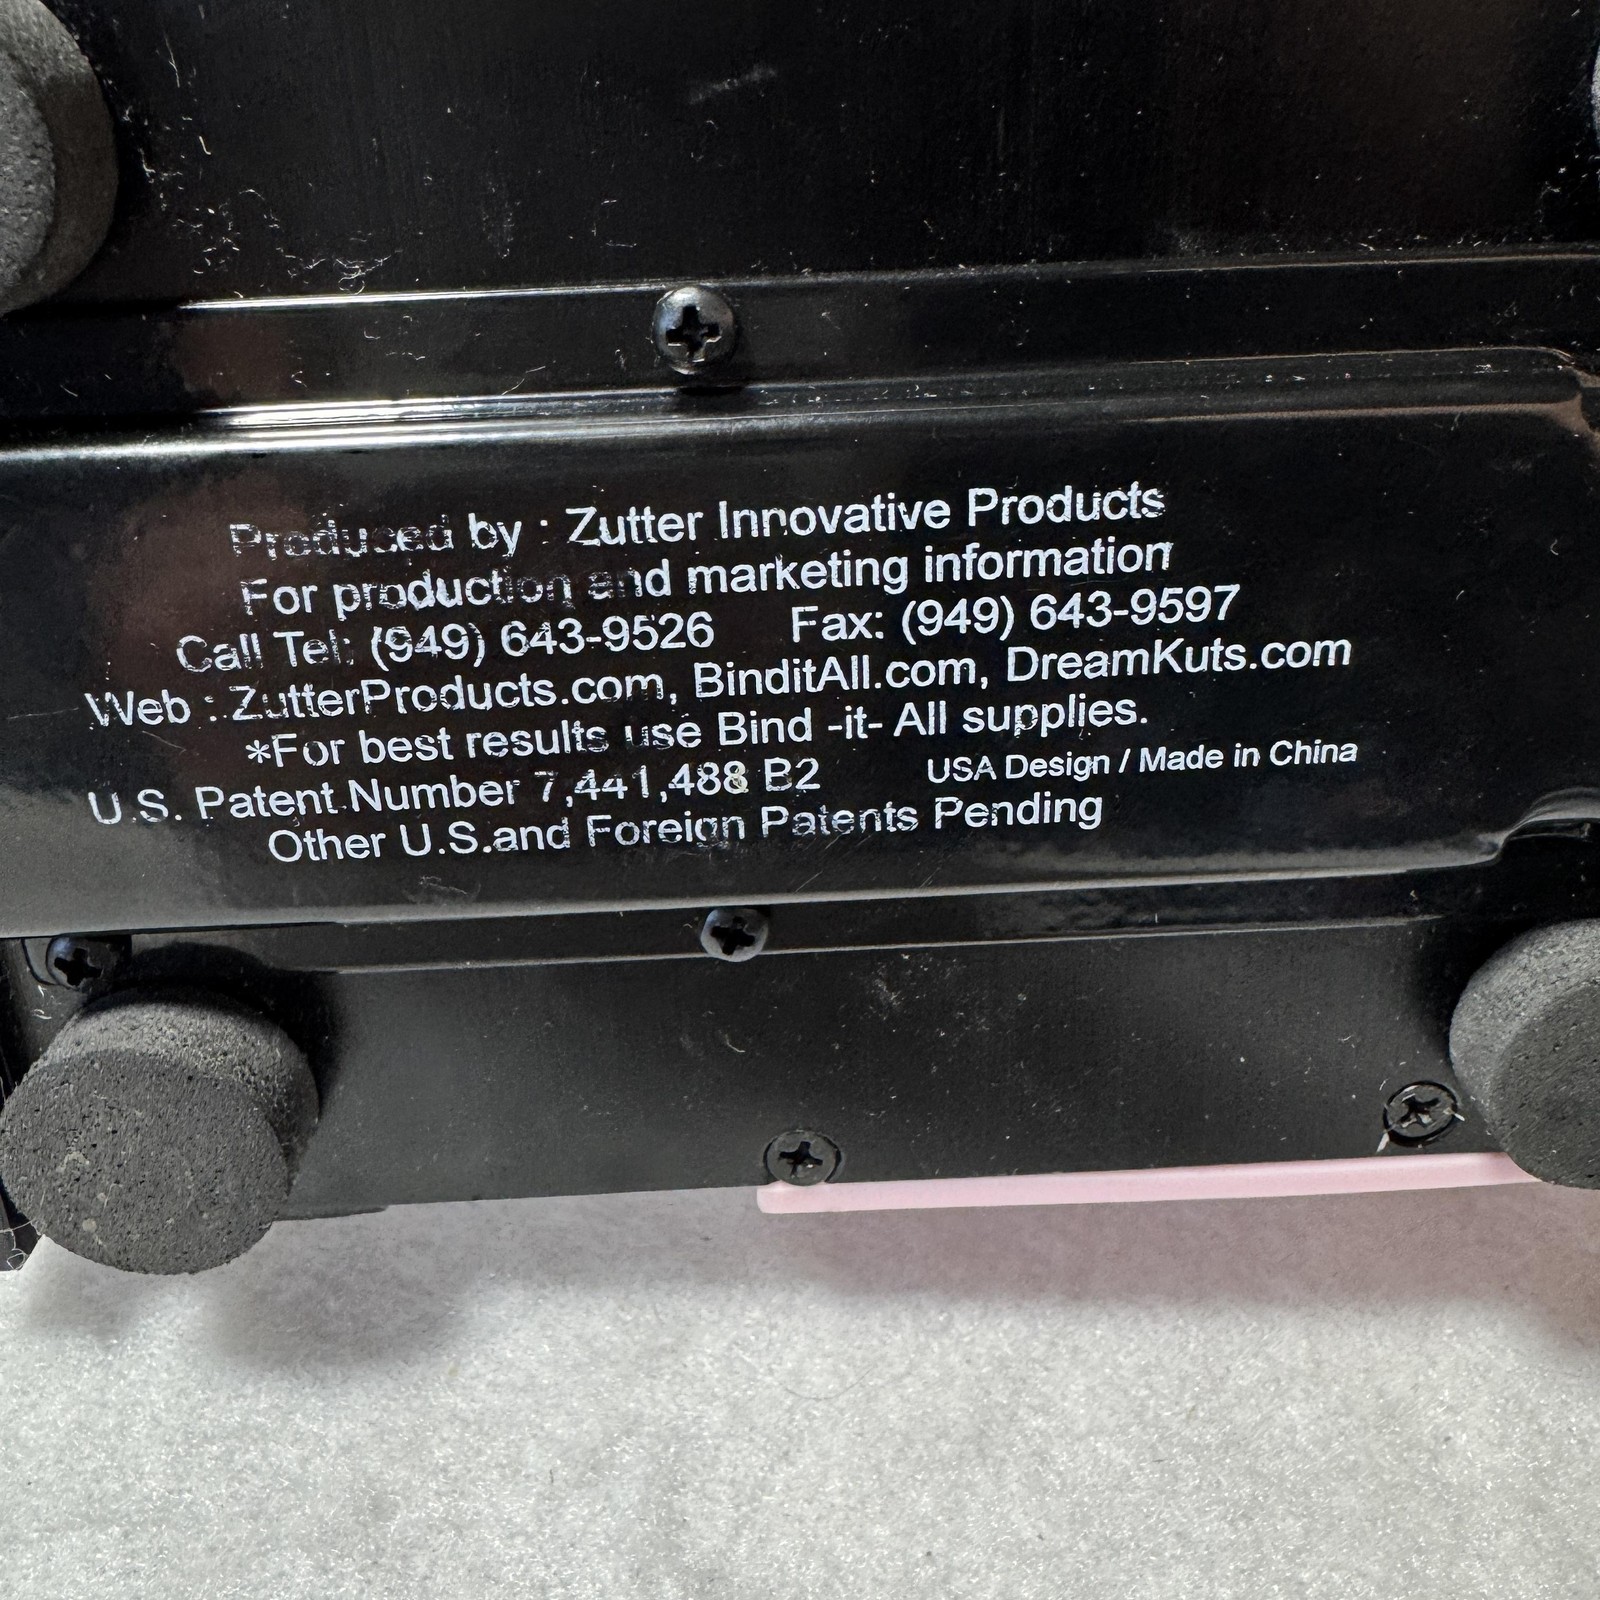 Produced by : Zutter Innovative Products
For production and marketing information
Call Tel: (949) 643-9526 Fax: (949) 643-9597
Web : ZutterProducts.com, BinditAll.com, DreamKuts.com
*For best results use Bind -it- All supplies.
U.S. Patent Number 7,441,488 B2 USA Design / Made in China
Other U.S.and Foreign Patents Pending